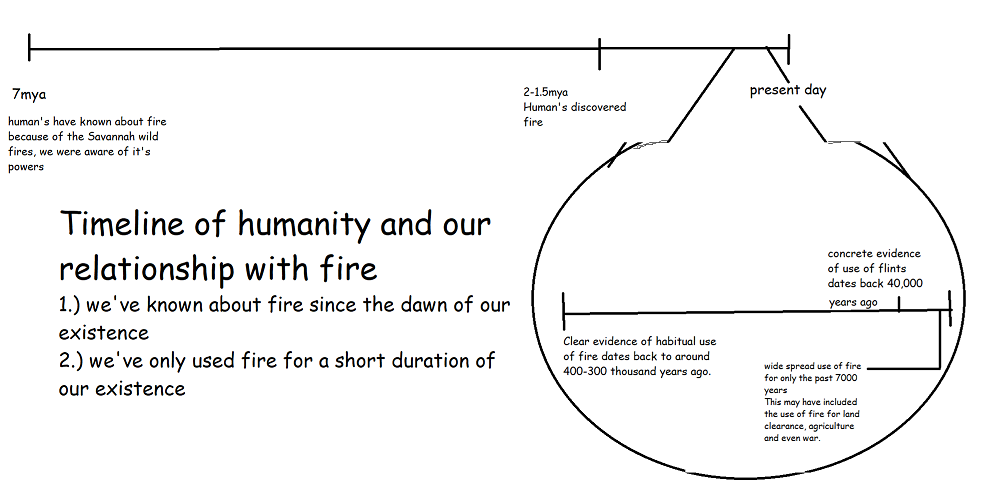 7mya
human's have known about fire
because of the Savannah wild
fires, we were aware of it's
powers
2-1.5mya
Human's discovered
fire
present day
Timeline of humanity and our
relationship with fire
1.) we've known about fire since the dawn of our
existence
2.) we've only used fire for a short duration of
our existence
concrete evidence
of use of flints
dates back 40,000
years ago
Clear evidence of habitual use
of fire dates back to around
400-300 thousand years ago.
wide spread use of fire
for only the past 7000
years
This may have included
the use of fire for land
clearance, agriculture
and even war.